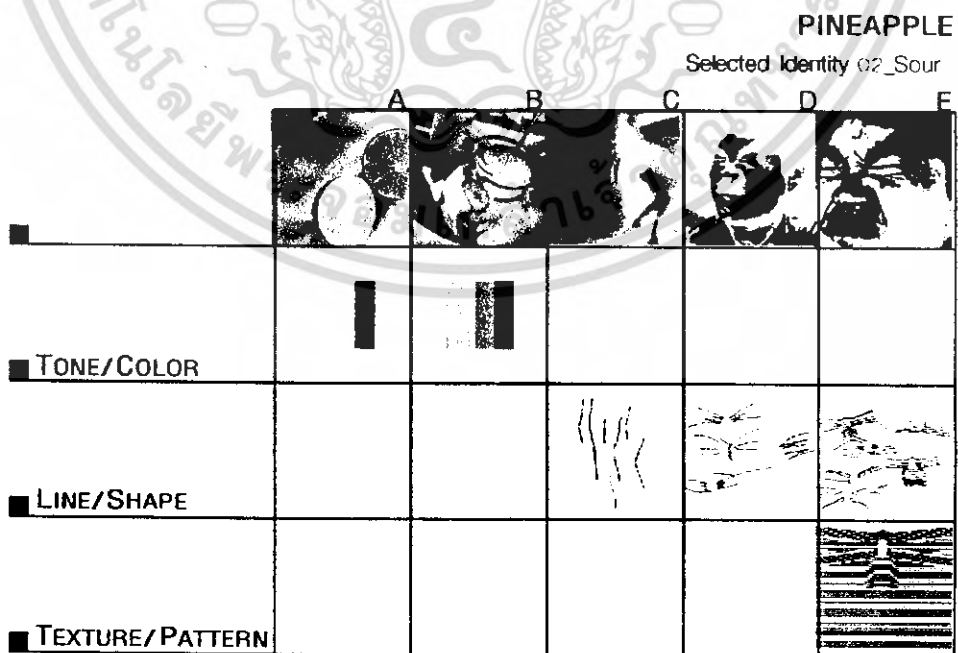 PINEAPPLE
Selected Identity 02_Sour
A B C D E
TONE/COLOR
LINE/SHAPE
TEXTURE/PATTERN